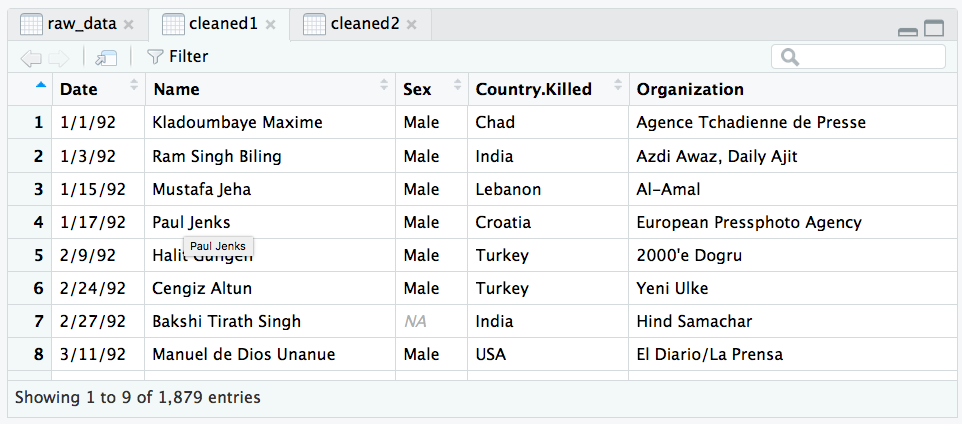 raw_data × cleaned1 × cleaned2 ×
Filter
Date Name Sex Country.Killed Organization
1 1/1/92 Kladoumbaye Maxime Male Chad Agence Tchadienne de Presse
2 1/3/92 Ram Singh Biling Male India Azdi Awaz, Daily Ajit
3 1/15/92 Mustafa Jeha Male Lebanon Al-Amal
4 1/17/92 Paul Jenks Male Croatia European Pressphoto Agency
Paul Jenks
5 2/9/92 Halit Gungen Male Turkey 2000'e Dogru
6 2/24/92 Cengiz Altun Male Turkey Yeni Ulke
7 2/27/92 Bakshi Tirath Singh NA India Hind Samachar
8 3/11/92 Manuel de Dios Unanue Male USA El Diario/La Prensa
Showing 1 to 9 of 1,879 entries